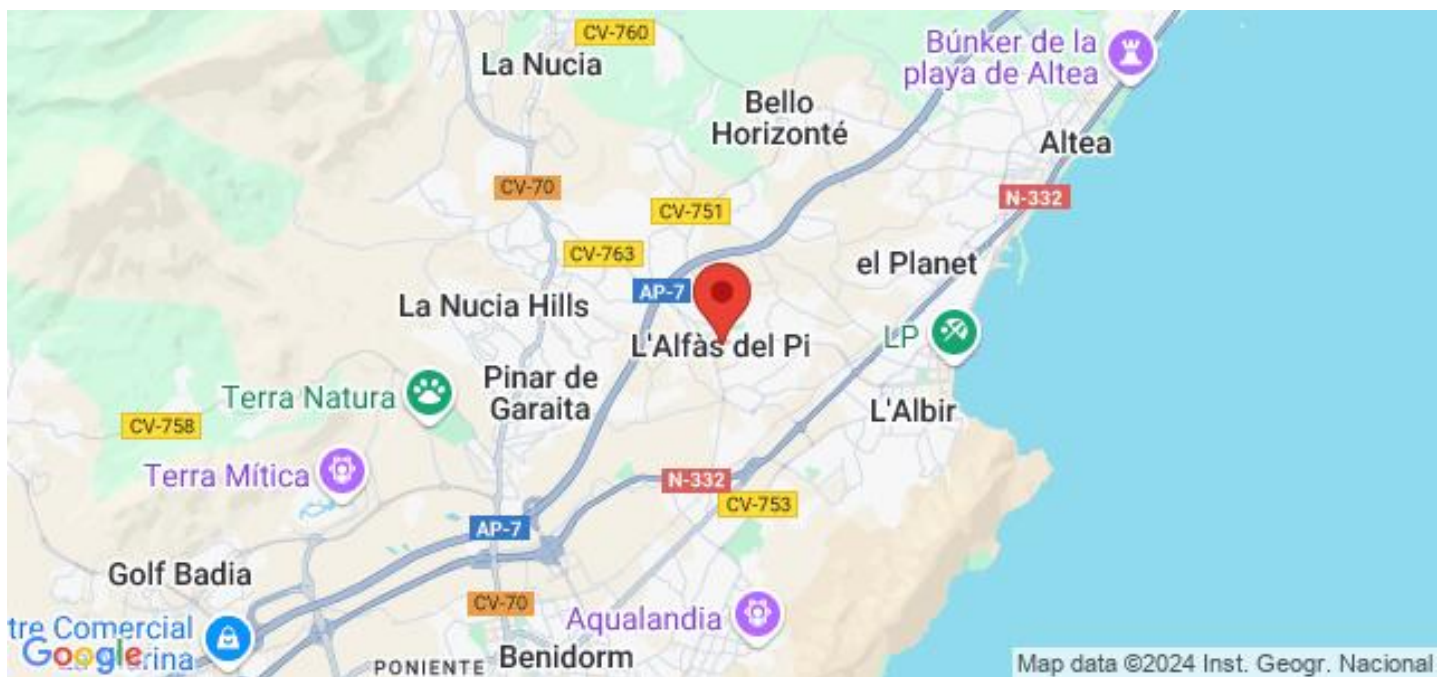 CV-760
La Nucia
Búnker de la
playa de Altea
Bello
Horizonté
Altea
CV-70
CV-751
N-332
CV-763
el Planet
AP-7
La Nucia Hills
L'Alfàs del Pi
LP
Pinar de
Garaita
Terra Natura
L'Albir
CV-758
Terra Mítica
N-332
CV-753
AP-7
Golf Badia
CV-70
Aqualandia
tre Comercial
Google
PONIENTE
Benidorm
Map data ©2024 Inst. Geogr. Nacional